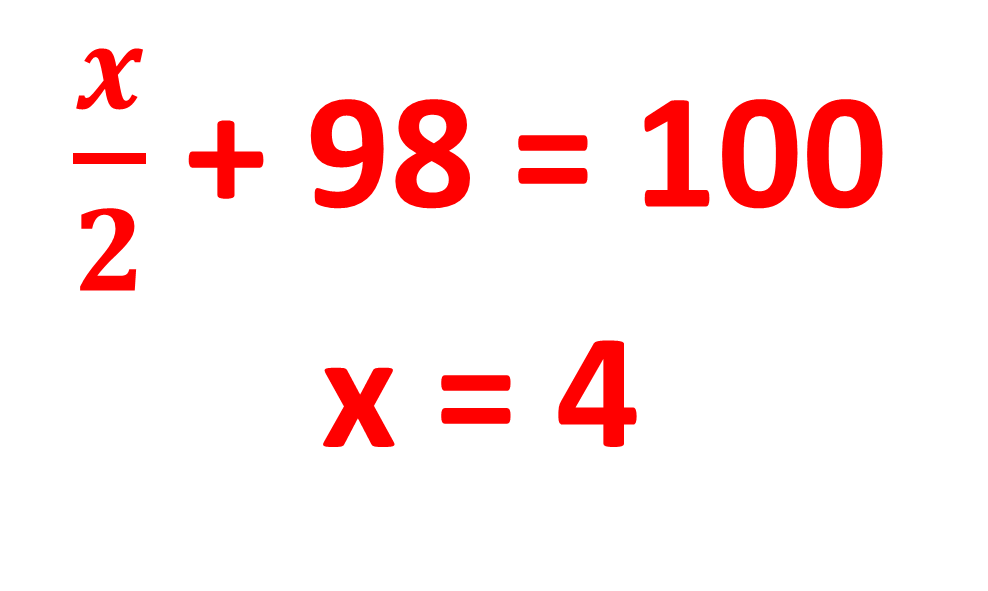 x/2 + 98 = 100
x = 4